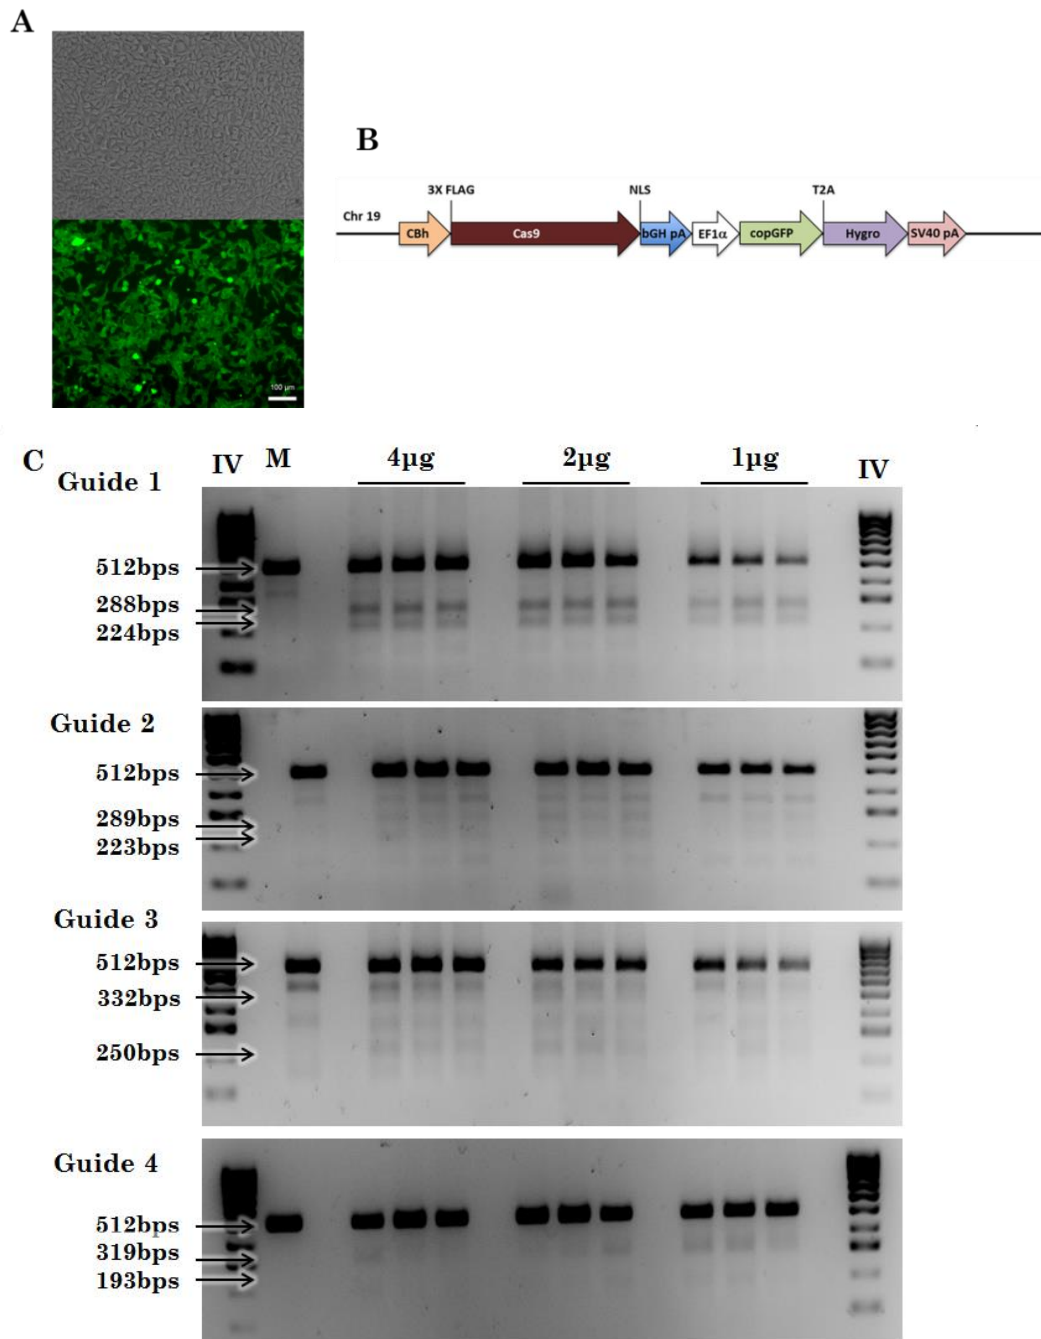 A
100 µm
B
3X FLAG NLS T2A
Chr 19
CBh Cas9 bGH pA EF1α copGFP Hygro SV40 pA
C
IV M 4µg 2µg 1µg IV
Guide 1
512bps
288bps
224bps
Guide 2
512bps
289bps
223bps
Guide 3
512bps
332bps
250bps
Guide 4
512bps
319bps
193bps